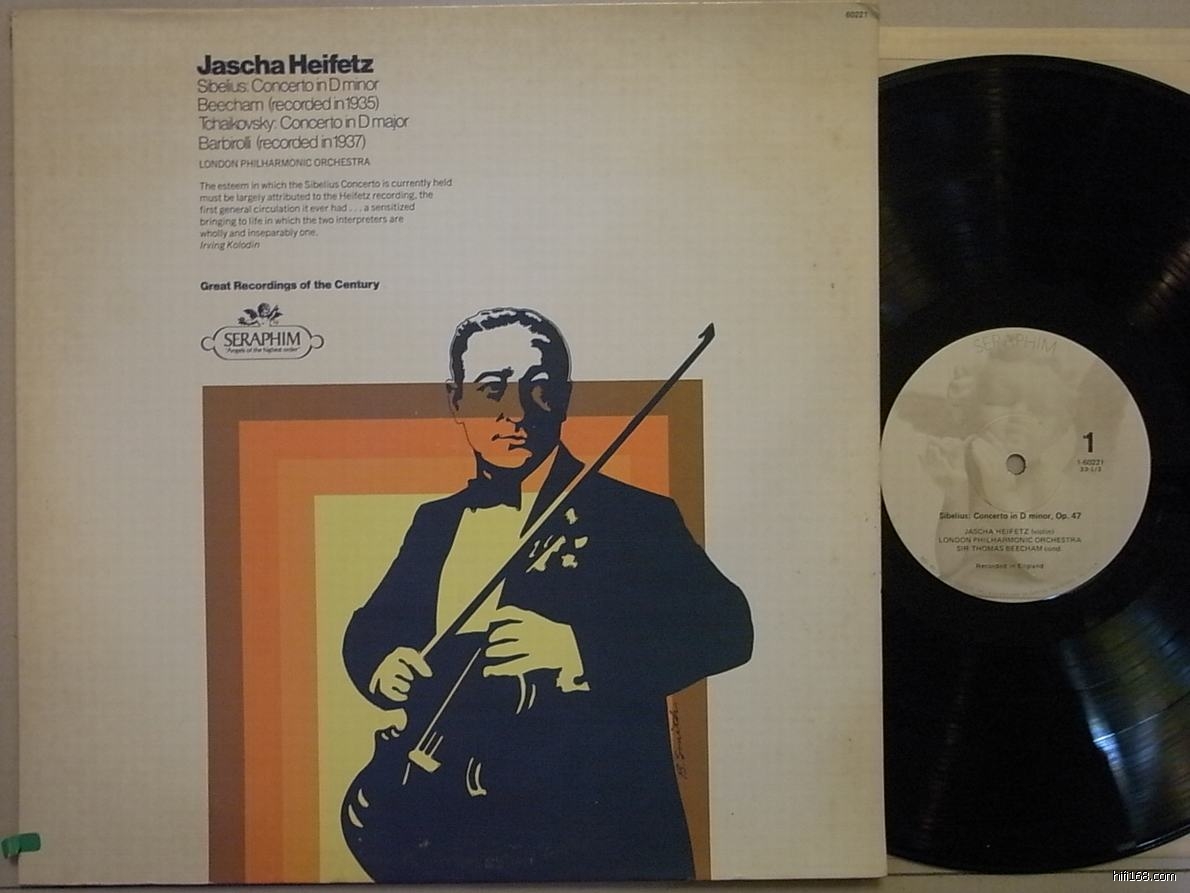 60221
Jascha Heifetz
Sibelius: Concerto in D minor
Beecham (recorded in 1935)
Tchaikovsky: Concerto in D major
Barbirolli (recorded in 1937)
LONDON PHILHARMONIC ORCHESTRA
The esteem in which the Sibelius Concerto is currently held
must be largely attributed to the Heifetz recording, the
first general circulation it ever had . . . a sensitized
bringing to life in which the two interpreters are
wholly and inseparably one.
Irving Kolodin
Great Recordings of the Century
SERAPHIM
"Angels of the highest order"
B. Smith
SERAPHIM
1
1-60221
33-1/3
Sibelius: Concerto in D minor, Op. 47
JASCHA HEIFETZ (violin)
LONDON PHILHARMONIC ORCHESTRA
SIR THOMAS BEECHAM cond.
Recorded in England
hifi168.com